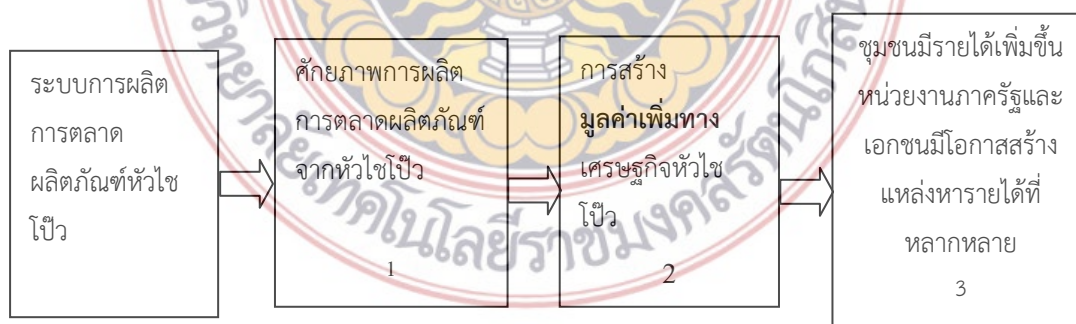 ระบบการผลิต
การตลาด
ผลิตภัณฑ์หัวไช
โป๊ว
ศักยภาพการผลิต
การตลาดผลิตภัณฑ์
จากหัวไชโป๊ว
1
การสร้าง
มูลค่าเพิ่มทาง
เศรษฐกิจหัวไช
โป๊ว
2
ชุมชนมีรายได้เพิ่มขึ้น
หน่วยงานภาครัฐและ
เอกชนมีโอกาสสร้าง
แหล่งหารายได้ที่
หลากหลาย
3